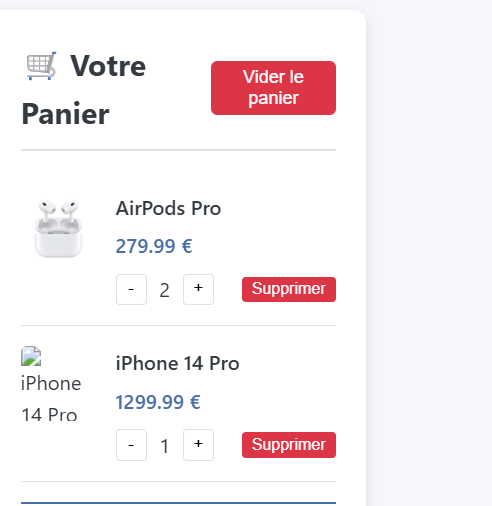 🛒 Votre
Panier
Vider le
panier
AirPods Pro
279.99 €
- 2 + Supprimer
iPhone 14 Pro
iPhone
14 Pro
1299.99 €
- 1 + Supprimer